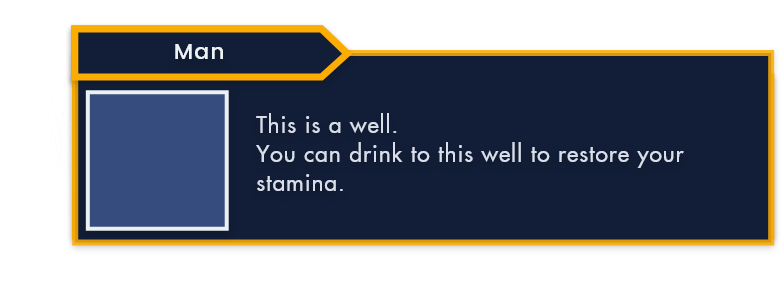 Man
This is a well.
You can drink to this well to restore your
stamina.